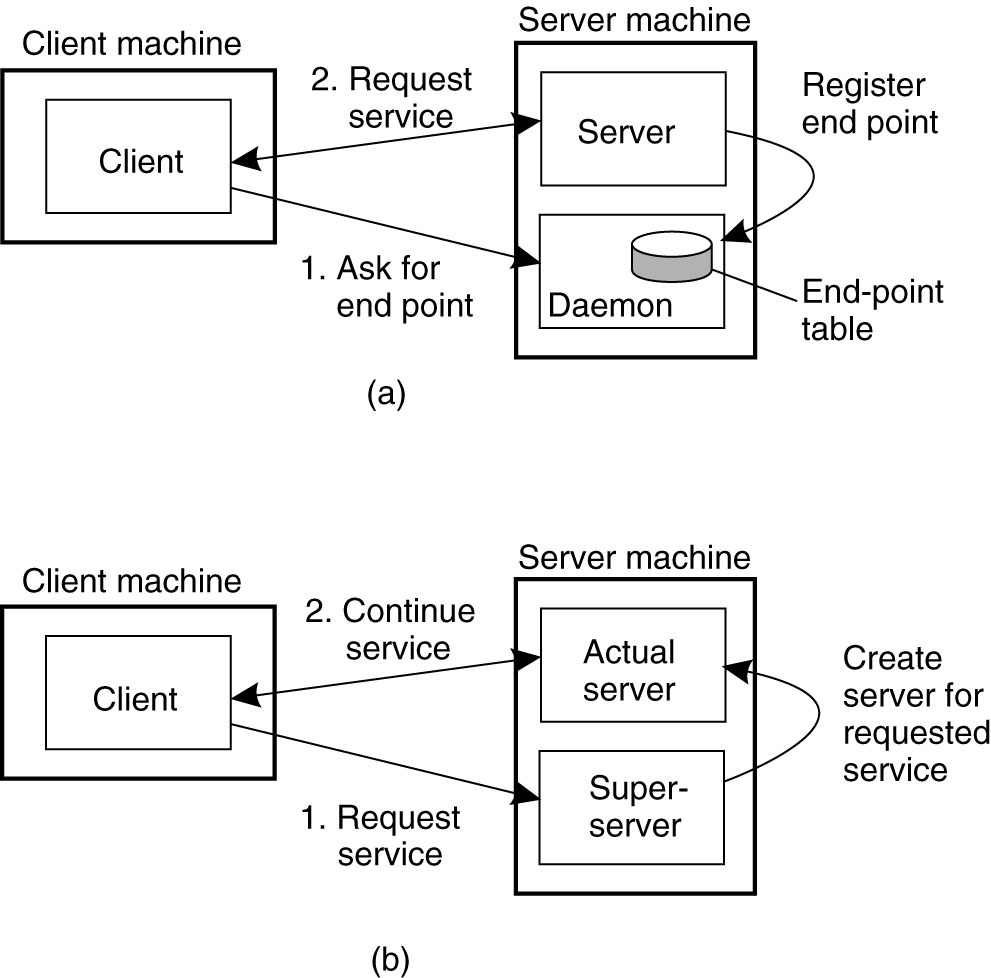 Client machine
Server machine
2. Request
service
Register
end point
Client
Server
1. Ask for
end point
Daemon
End-point
table
(a)
Client machine
Server machine
2. Continue
service
Actual
server
Create
server for
requested
service
Client
1. Request
service
Super-
server
(b)